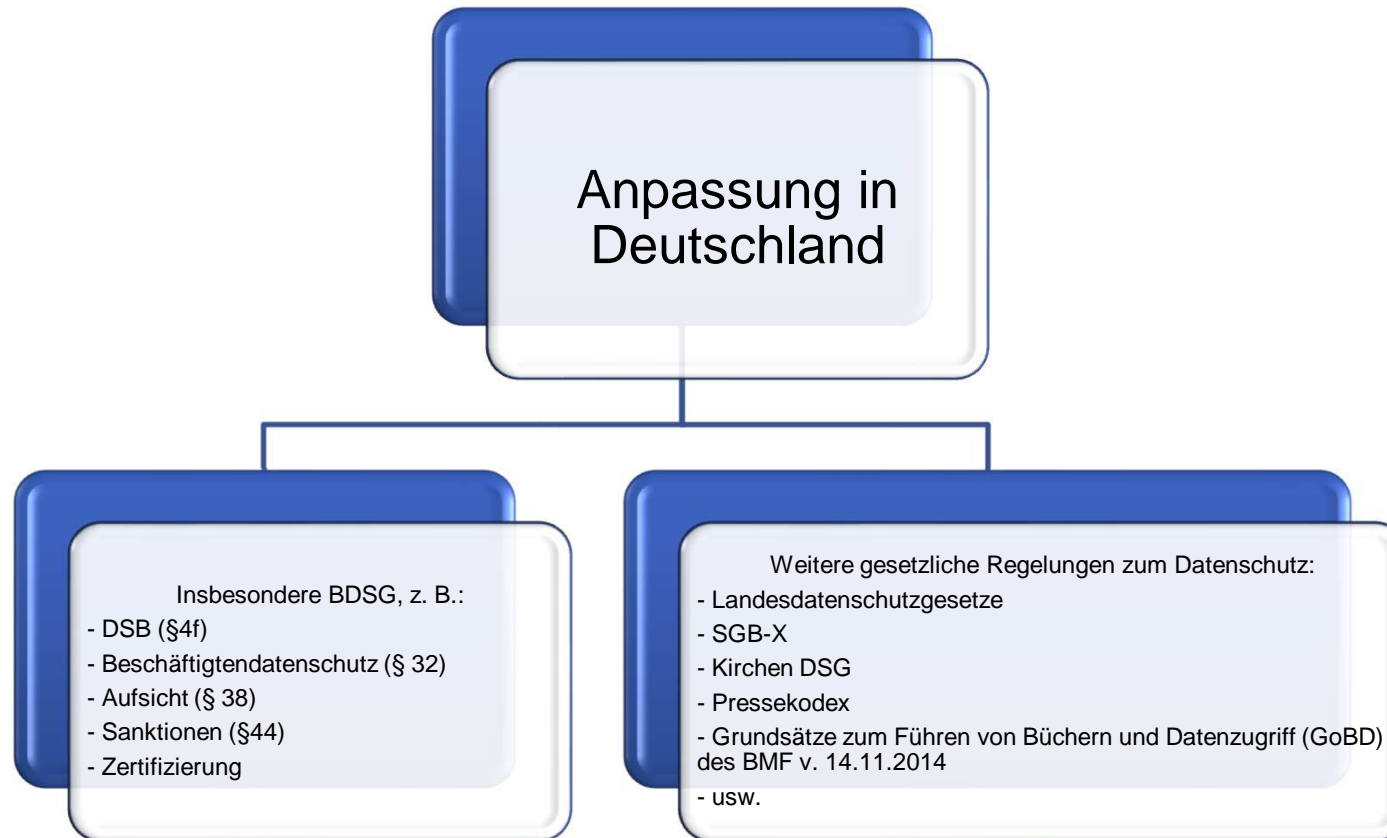 Anpassung in
Deutschland
Insbesondere BDSG, z. B.:
- DSB (§4f)
- Beschäftigtendatenschutz (§ 32)
- Aufsicht (§ 38)
- Sanktionen (§44)
- Zertifizierung
Weitere gesetzliche Regelungen zum Datenschutz:
- Landesdatenschutzgesetze
- SGB-X
- Kirchen DSG
- Pressekodex
- Grundsätze zum Führen von Büchern und Datenzugriff (GoBD)
des BMF v. 14.11.2014
- usw.